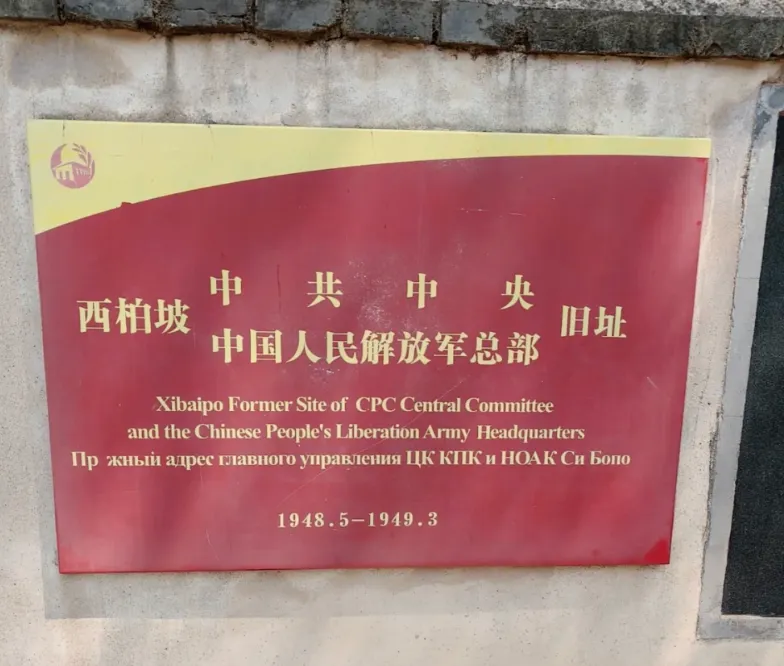 西柏坡 中共中央 旧址
中国人民解放军总部
Xibaipo Former Site of CPC Central Committee
and the Chinese People's Liberation Army Headquarters
Пр жный адрес главного управления ЦК КПК и НОАК Си Бопо
1948.5-1949.3